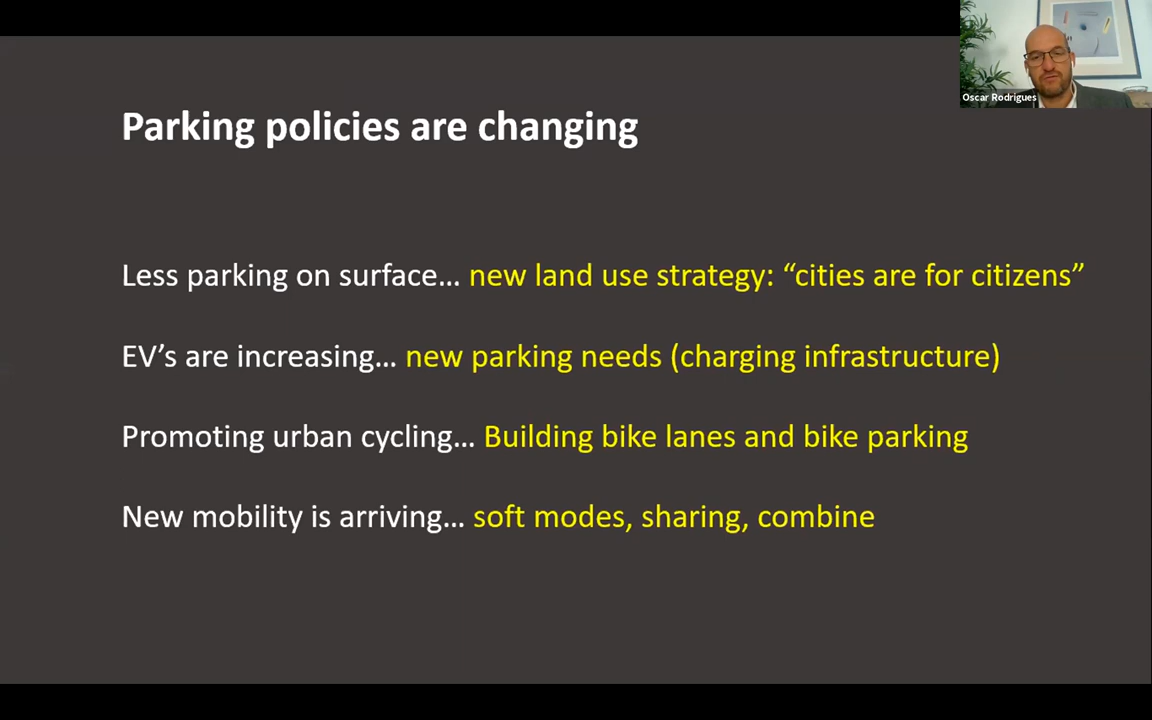 Oscar Rodrigues
Parking policies are changing
Less parking on surface... new land use strategy: “cities are for citizens”
EV’s are increasing... new parking needs (charging infrastructure)
Promoting urban cycling... Building bike lanes and bike parking
New mobility is arriving... soft modes, sharing, combine